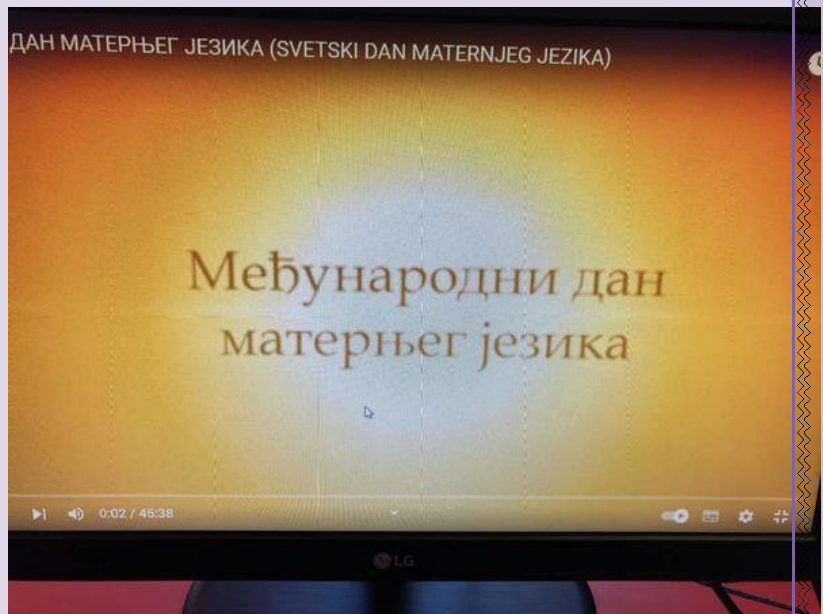 ДАН МАТЕРЊЕГ ЈЕЗИКА (SVETSKI DAN MATERNJEG JEZIKA)
Међународни дан
матерњег језика
0:02 / 45:38
LG